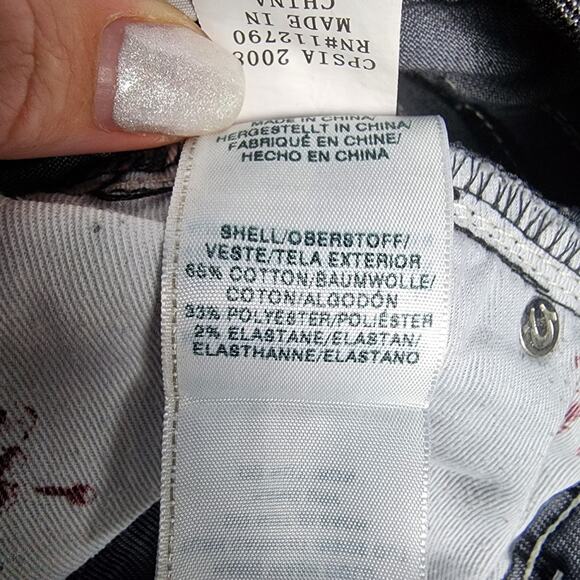 CPSIA 2008
RN#112790
MADE IN
CHINA
MADE IN CHINA/
HERGESTELLT IN CHINA/
FABRIQUÉ EN CHINE/
HECHO EN CHINA
SHELL/OBERSTOFF/
VESTE/TELA EXTERIOR
65% COTTON/BAUMWOLLE/
COTON/ALGODÓN
33% POLYESTER/POLIÉSTER
2% ELASTANE/ELASTAN/
ELASTHANNE/ELASTANO